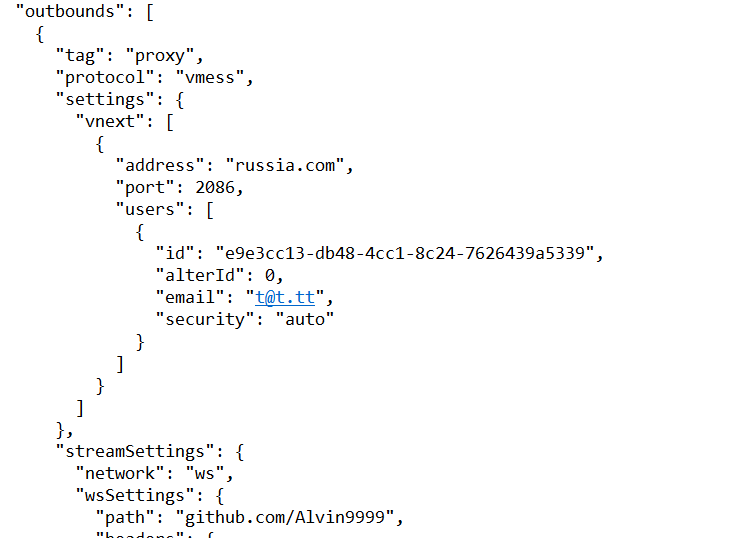 "outbounds": [
{
"tag": "proxy",
"protocol": "vmess",
"settings": {
"vnext": [
{
"address": "russia.com",
"port": 2086,
"users": [
{
"id": "e9e3cc13-db48-4cc1-8c24-7626439a5339",
"alterId": 0,
"email": "t@t.tt",
"security": "auto"
}
]
}
]
},
"streamSettings": {
"network": "ws",
"wsSettings": {
"path": "github.com/Alvin9999",
"headers": {